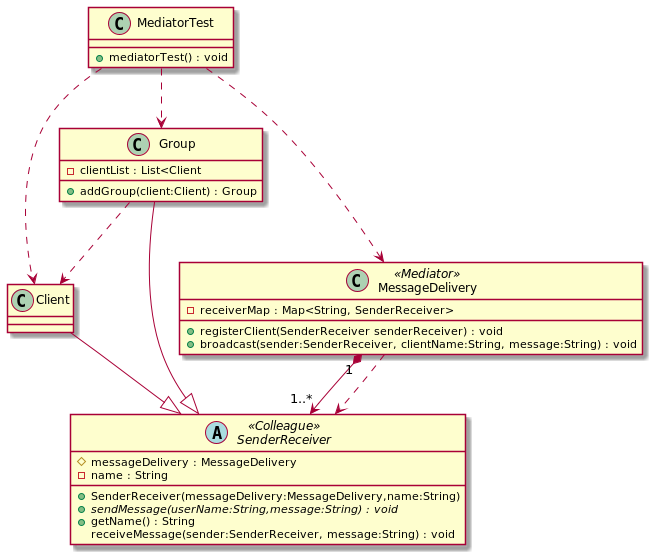 C MediatorTest
mediatorTest() : void
C Group
clientList : List<Client
addGroup(client:Client) : Group
C Client
«Mediator»
C MessageDelivery
receiverMap : Map<String, SenderReceiver>
registerClient(SenderReceiver senderReceiver) : void
broadcast(sender:SenderReceiver, clientName:String, message:String) : void
1
1..*
«Colleague»
A SenderReceiver
messageDelivery : MessageDelivery
name : String
SenderReceiver(messageDelivery:MessageDelivery,name:String)
sendMessage(userName:String,message:String) : void
getName() : String
receiveMessage(sender:SenderReceiver, message:String) : void